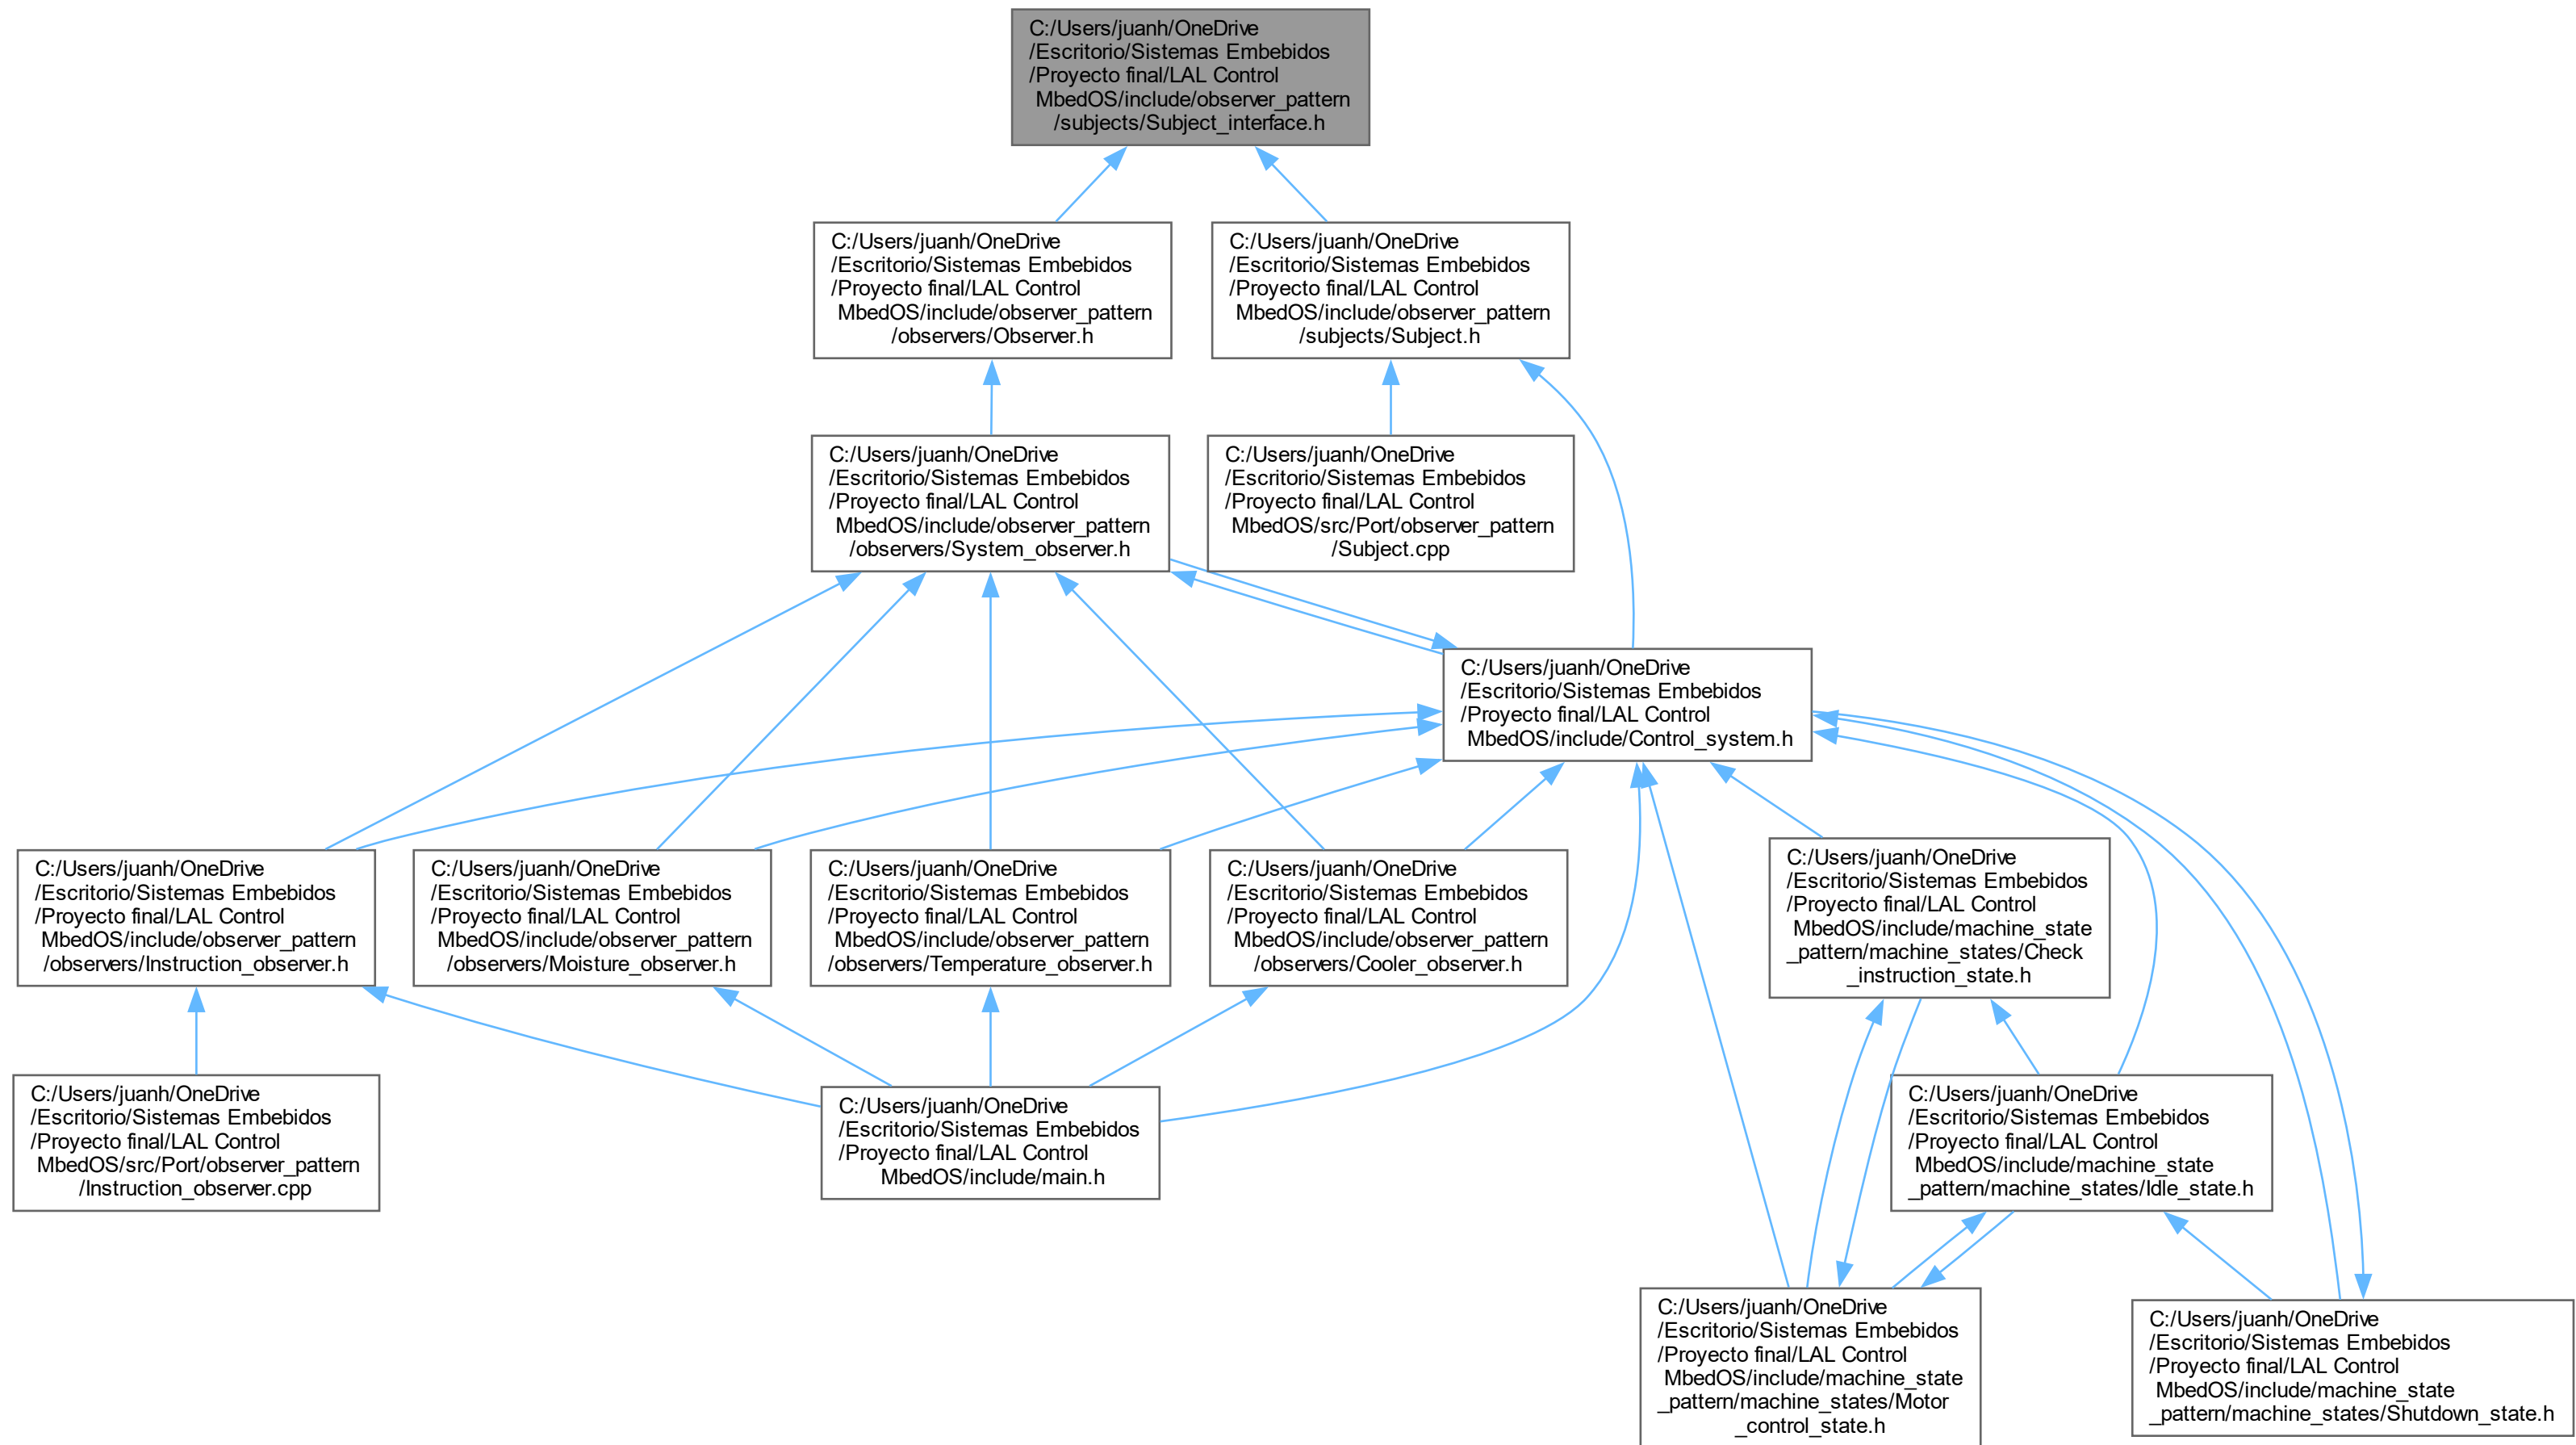 C:/Users/juanh/OneDrive
/Escritorio/Sistemas Embebidos
/Proyecto final/LAL Control
MbedOS/include/observer_pattern
/subjects/Subject_interface.h
C:/Users/juanh/OneDrive
/Escritorio/Sistemas Embebidos
/Proyecto final/LAL Control
MbedOS/include/observer_pattern
/observers/Observer.h
C:/Users/juanh/OneDrive
/Escritorio/Sistemas Embebidos
/Proyecto final/LAL Control
MbedOS/include/observer_pattern
/subjects/Subject.h
C:/Users/juanh/OneDrive
/Escritorio/Sistemas Embebidos
/Proyecto final/LAL Control
MbedOS/include/observer_pattern
/observers/System_observer.h
C:/Users/juanh/OneDrive
/Escritorio/Sistemas Embebidos
/Proyecto final/LAL Control
MbedOS/src/Port/observer_pattern
/Subject.cpp
C:/Users/juanh/OneDrive
/Escritorio/Sistemas Embebidos
/Proyecto final/LAL Control
MbedOS/include/Control_system.h
C:/Users/juanh/OneDrive
/Escritorio/Sistemas Embebidos
/Proyecto final/LAL Control
MbedOS/include/observer_pattern
/observers/Instruction_observer.h
C:/Users/juanh/OneDrive
/Escritorio/Sistemas Embebidos
/Proyecto final/LAL Control
MbedOS/include/observer_pattern
/observers/Moisture_observer.h
C:/Users/juanh/OneDrive
/Escritorio/Sistemas Embebidos
/Proyecto final/LAL Control
MbedOS/include/observer_pattern
/observers/Temperature_observer.h
C:/Users/juanh/OneDrive
/Escritorio/Sistemas Embebidos
/Proyecto final/LAL Control
MbedOS/include/observer_pattern
/observers/Cooler_observer.h
C:/Users/juanh/OneDrive
/Escritorio/Sistemas Embebidos
/Proyecto final/LAL Control
MbedOS/include/machine_state
_pattern/machine_states/Check
_instruction_state.h
C:/Users/juanh/OneDrive
/Escritorio/Sistemas Embebidos
/Proyecto final/LAL Control
MbedOS/src/Port/observer_pattern
/Instruction_observer.cpp
C:/Users/juanh/OneDrive
/Escritorio/Sistemas Embebidos
/Proyecto final/LAL Control
MbedOS/include/main.h
C:/Users/juanh/OneDrive
/Escritorio/Sistemas Embebidos
/Proyecto final/LAL Control
MbedOS/include/machine_state
_pattern/machine_states/Idle_state.h
C:/Users/juanh/OneDrive
/Escritorio/Sistemas Embebidos
/Proyecto final/LAL Control
MbedOS/include/machine_state
_pattern/machine_states/Motor
_control_state.h
C:/Users/juanh/OneDrive
/Escritorio/Sistemas Embebidos
/Proyecto final/LAL Control
MbedOS/include/machine_state
_pattern/machine_states/Shutdown_state.h